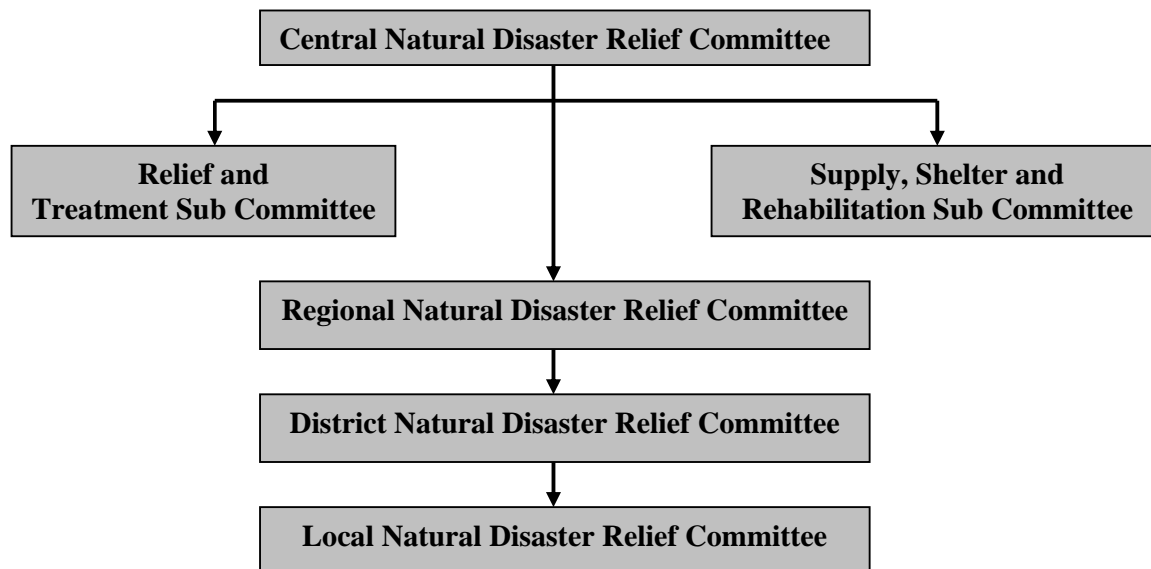 Central Natural Disaster Relief Committee
Relief and
Treatment Sub Committee
Supply, Shelter and
Rehabilitation Sub Committee
Regional Natural Disaster Relief Committee
District Natural Disaster Relief Committee
Local Natural Disaster Relief Committee